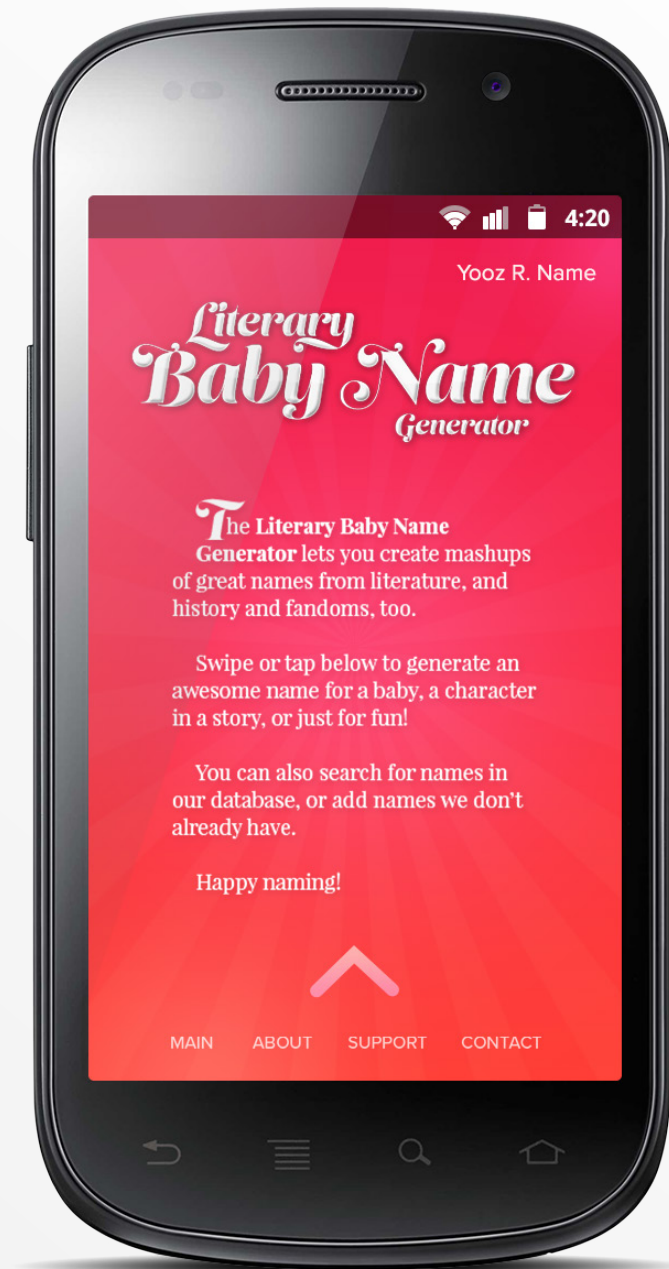 4:20
Yooz R. Name
Literary
Baby Name
Generator
The Literary Baby Name
Generator lets you create mashups
of great names from literature, and
history and fandoms, too.
Swipe or tap below to generate an
awesome name for a baby, a character
in a story, or just for fun!
You can also search for names in
our database, or add names we don’t
already have.
Happy naming!
MAIN ABOUT SUPPORT CONTACT